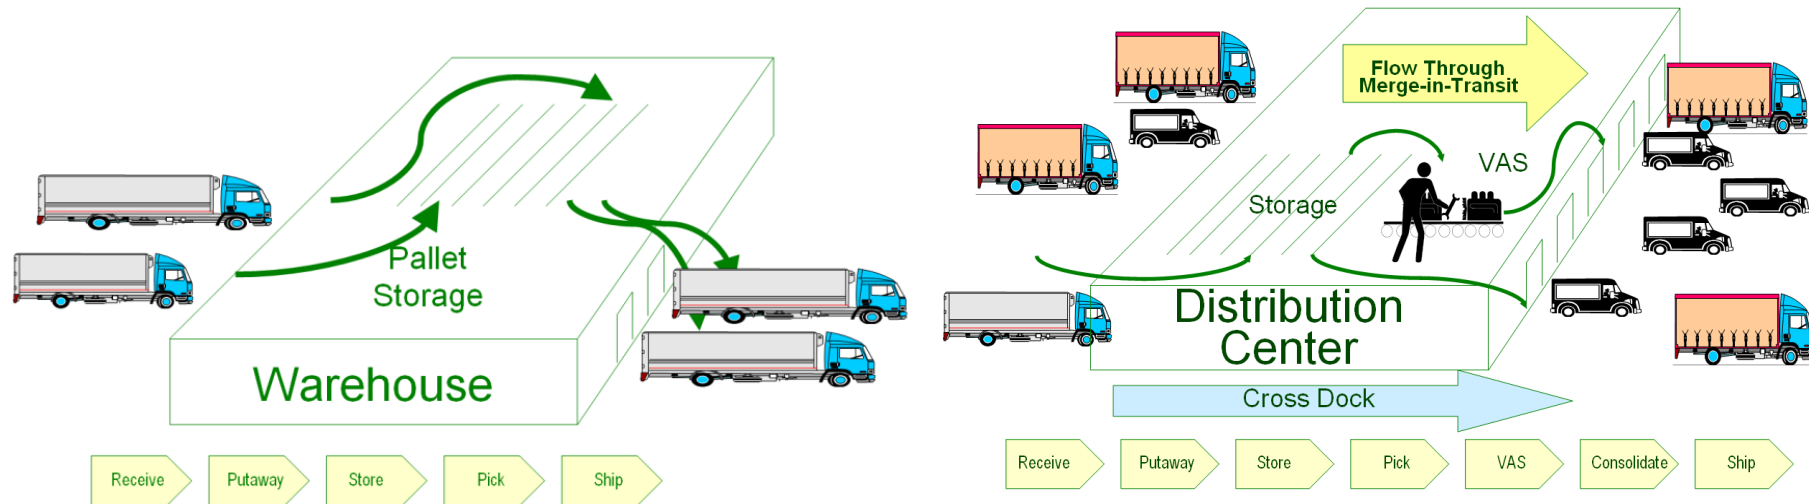 Pallet
Storage
Warehouse
Receive
Putaway
Store
Pick
Ship
Flow Through
Merge-in-Transit
VAS
Storage
Distribution
Center
Cross Dock
Receive
Putaway
Store
Pick
VAS
Consolidate
Ship